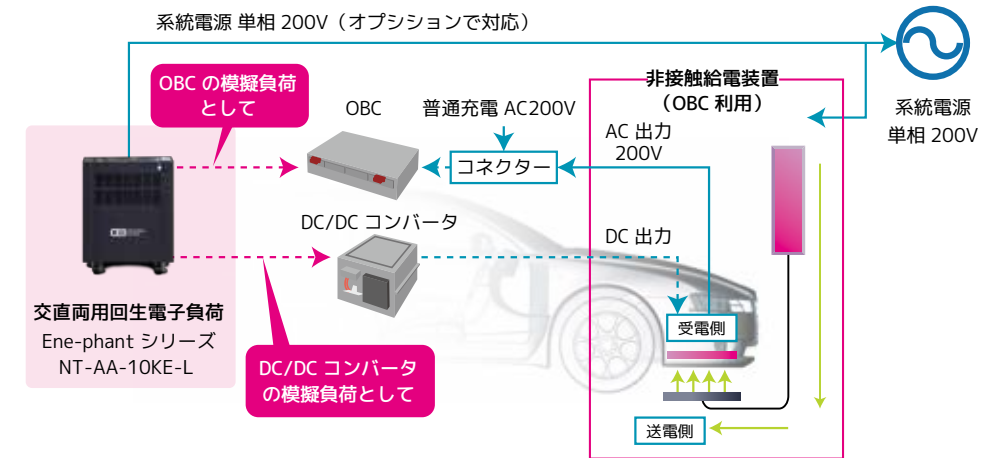 系統電源 単相 200V（オプションで対応）
OBC の模擬負荷
として
OBC
普通充電 AC200V
コネクター
非接触給電装置
（OBC 利用）
AC 出力
200V
系統電源
単相 200V
DC/DC コンバータ
DC 出力
受電側
送電側
交直両用回生電子負荷
Ene-phant シリーズ
NT-AA-10KE-L
DC/DC コンバータ
の模擬負荷として